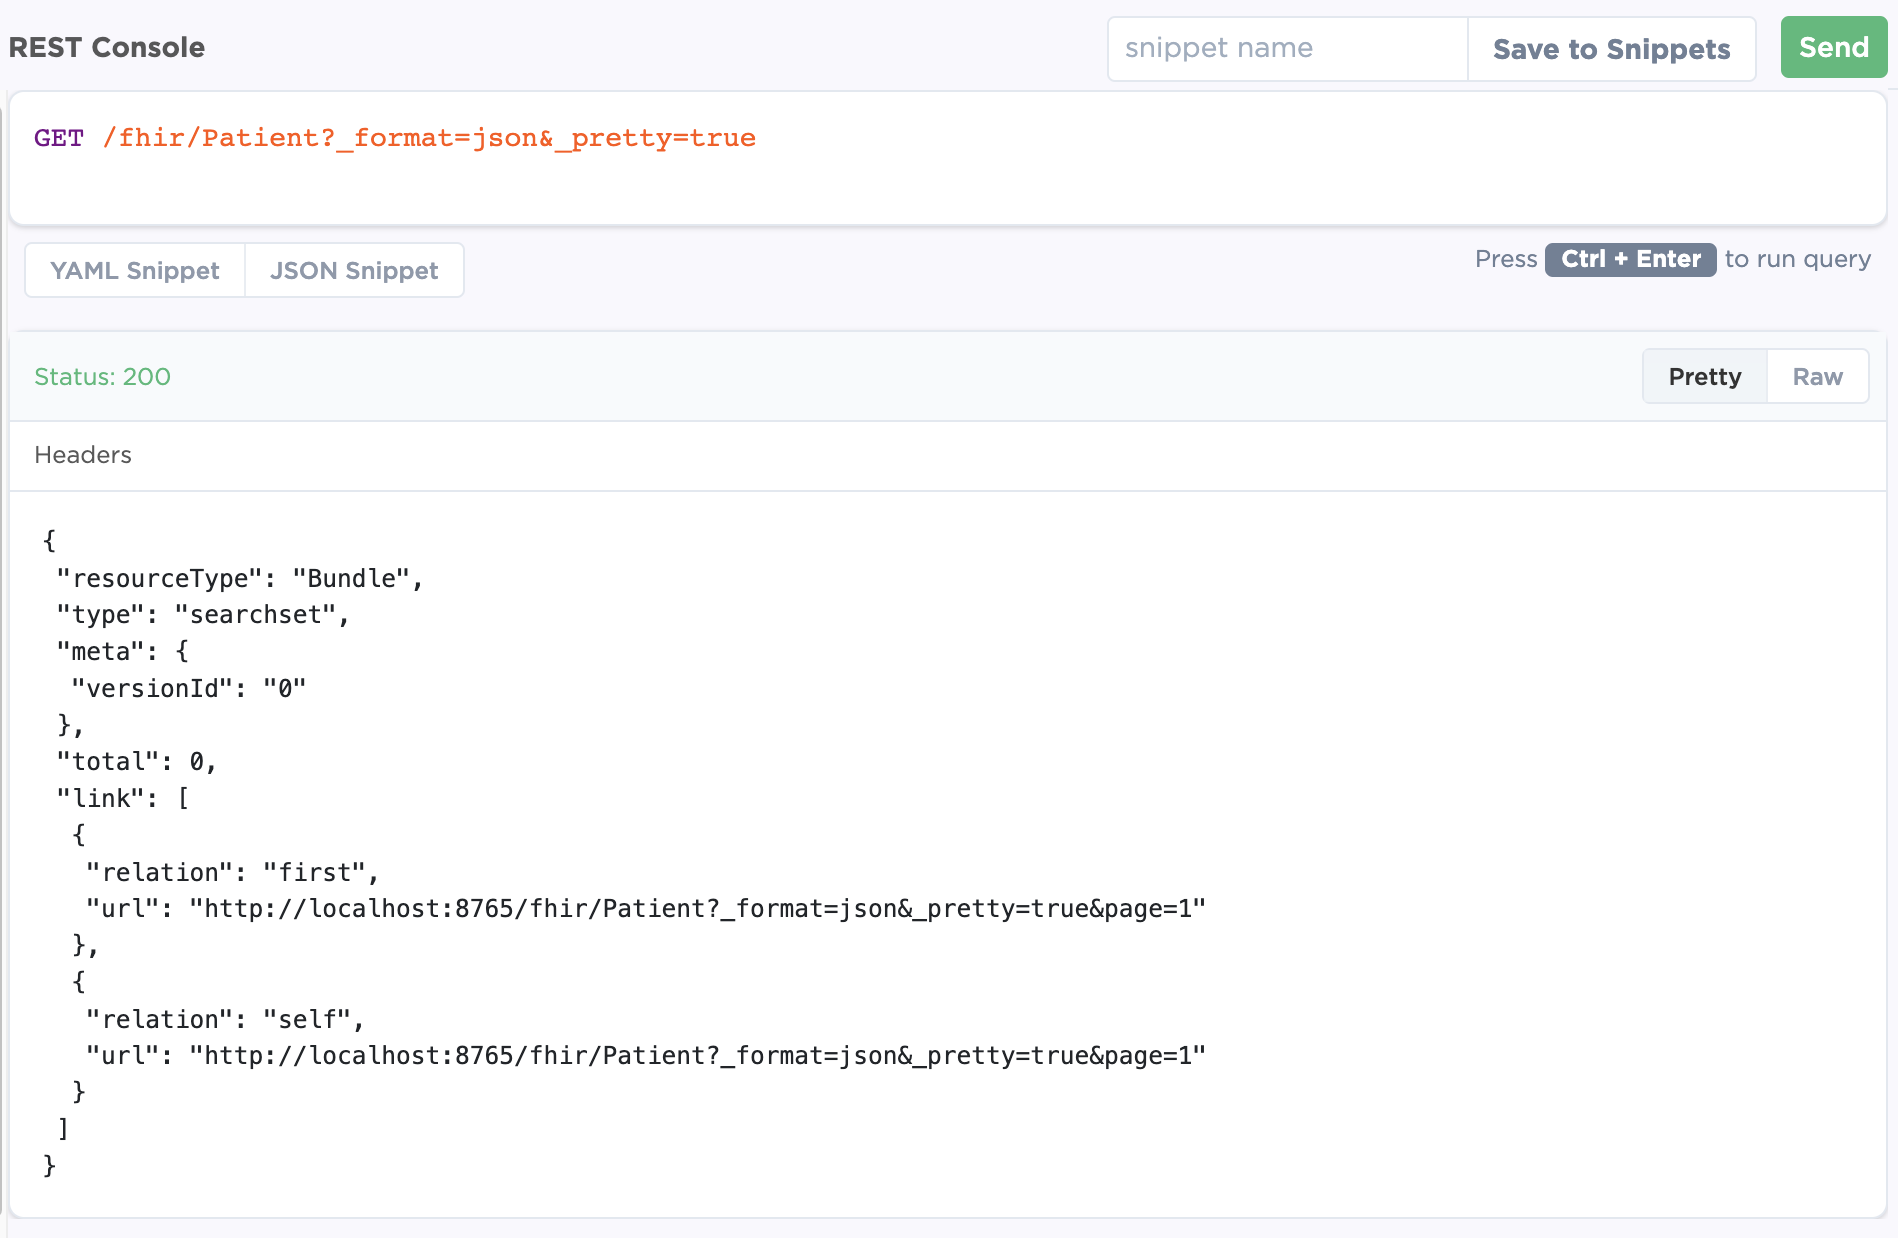 REST Console
snippet name
Save to Snippets
Send
GET /fhir/Patient?_format=json&_pretty=true
YAML Snippet
JSON Snippet
Press Ctrl + Enter to run query
Status: 200
Pretty
Raw
Headers
{
 "resourceType": "Bundle",
 "type": "searchset",
 "meta": {
  "versionId": "0"
 },
 "total": 0,
 "link": [
  {
   "relation": "first",
   "url": "http://localhost:8765/fhir/Patient?_format=json&_pretty=true&page=1"
  },
  {
   "relation": "self",
   "url": "http://localhost:8765/fhir/Patient?_format=json&_pretty=true&page=1"
  }
 ]
}